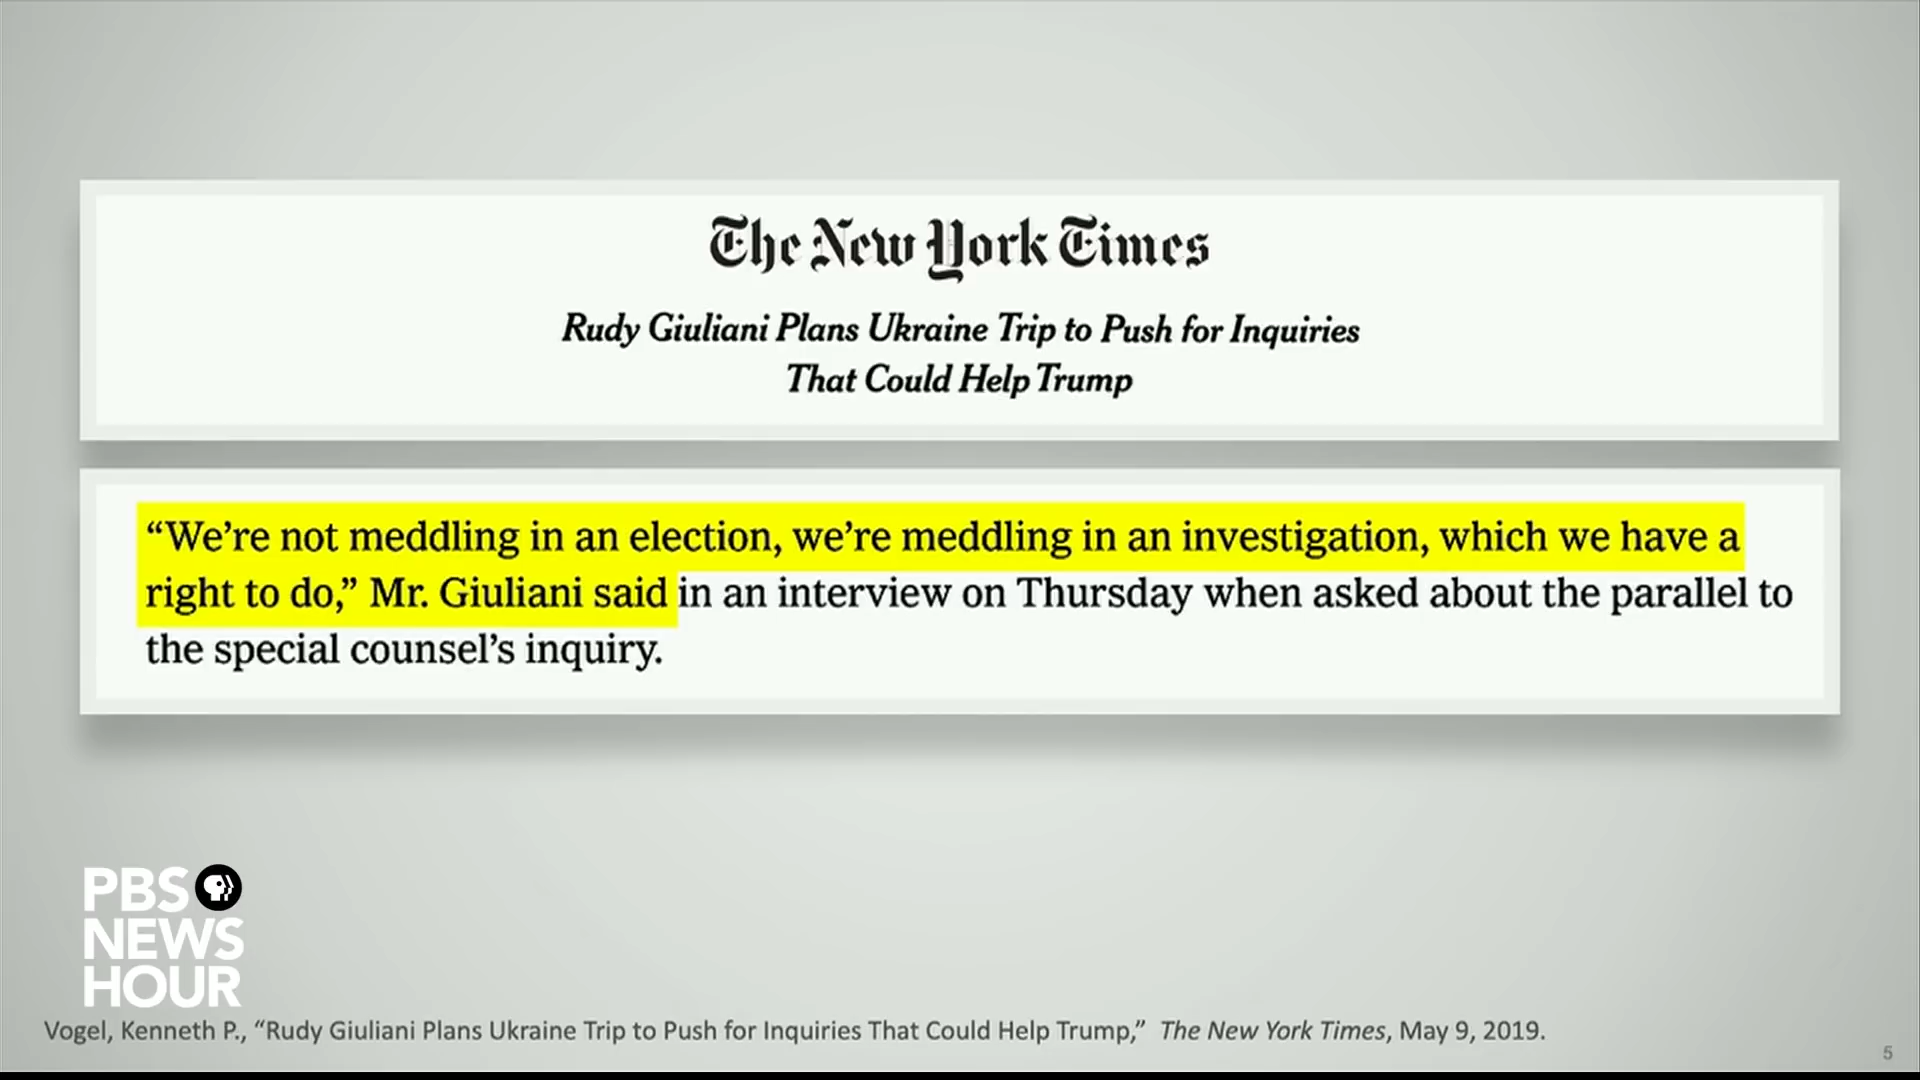 The New York Times
Rudy Giuliani Plans Ukraine Trip to Push for Inquiries
That Could Help Trump
“We’re not meddling in an election, we’re meddling in an investigation, which we have a
right to do,” Mr. Giuliani said in an interview on Thursday when asked about the parallel to
the special counsel’s inquiry.
PBS
NEWS
HOUR
Vogel, Kenneth P., “Rudy Giuliani Plans Ukraine Trip to Push for Inquiries That Could Help Trump,” The New York Times, May 9, 2019.
5